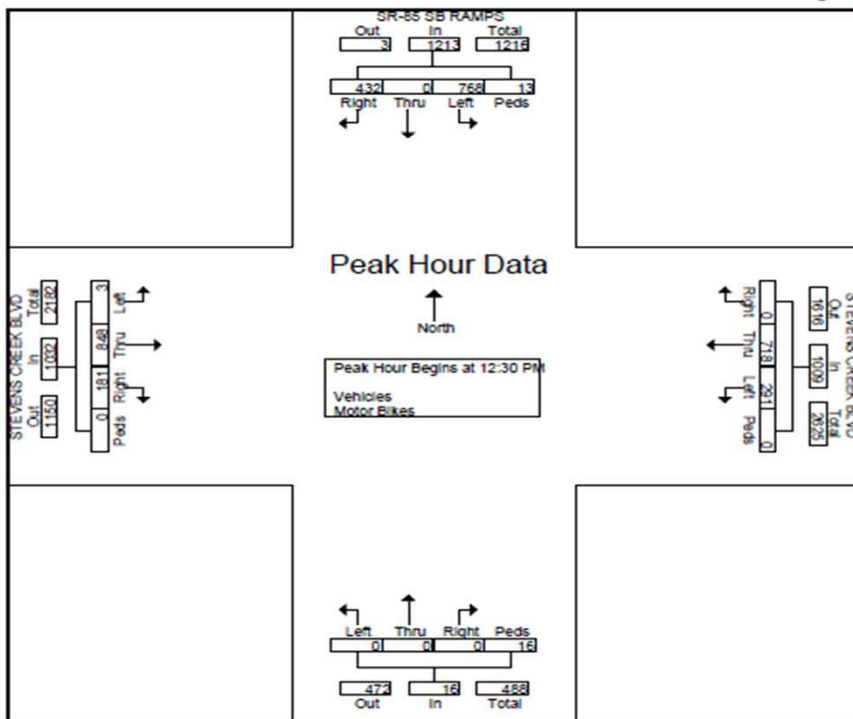 SR-85 SB RAMPS
Out In Total
3 1213 1216
432 0 768 13
Right Thru Left Peds
Peak Hour Data
North
Peak Hour Begins at 12:30 PM
Vehicles
Motor Bikes
STEVENS CREEK BLVD
Total In Out
2182 1032 1150
3 848 181 0
Left Thru Right Peds
Right Thru Left Peds
0 718 291 0
1616 1009 2625
Out In Total
STEVENS CREEK BLVD
Left Thru Right Peds
0 0 0 16
472 16 488
Out In Total